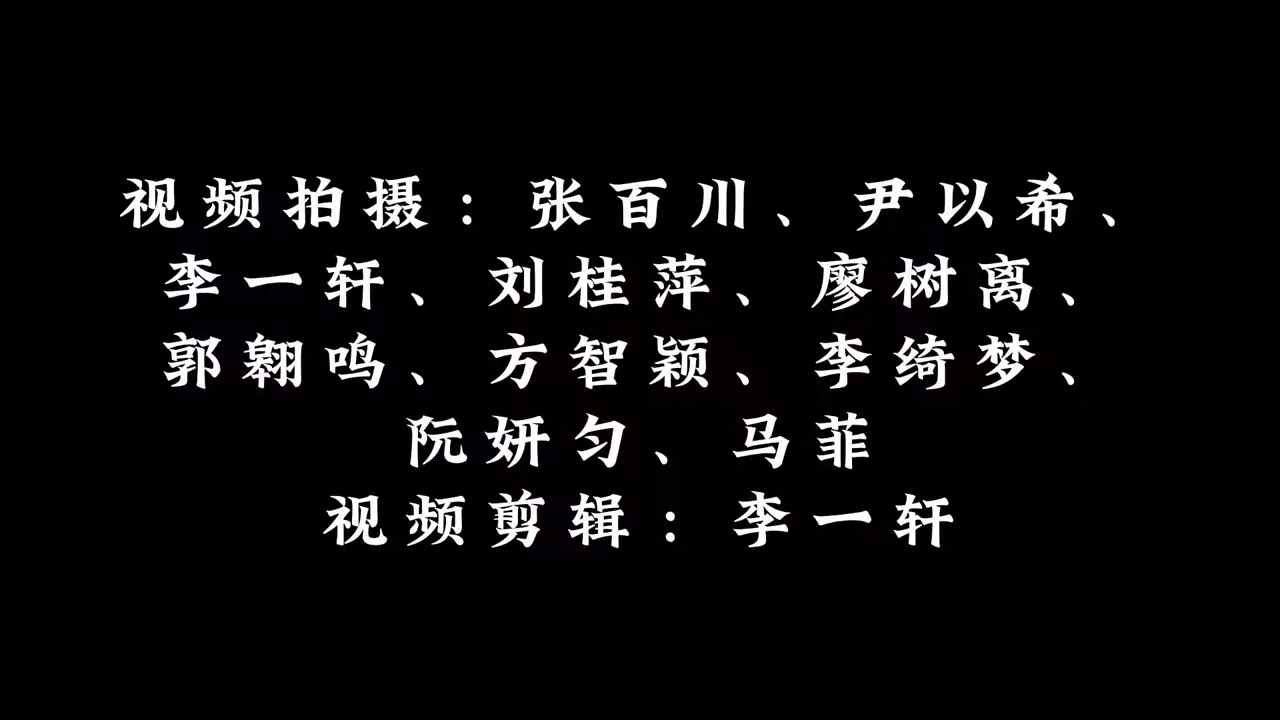 视频拍摄：张百川、尹以希、
李一轩、刘桂萍、廖树离、
郭翱鸣、方智颖、李绮梦、
阮妍匀、马菲
视频剪辑：李一轩